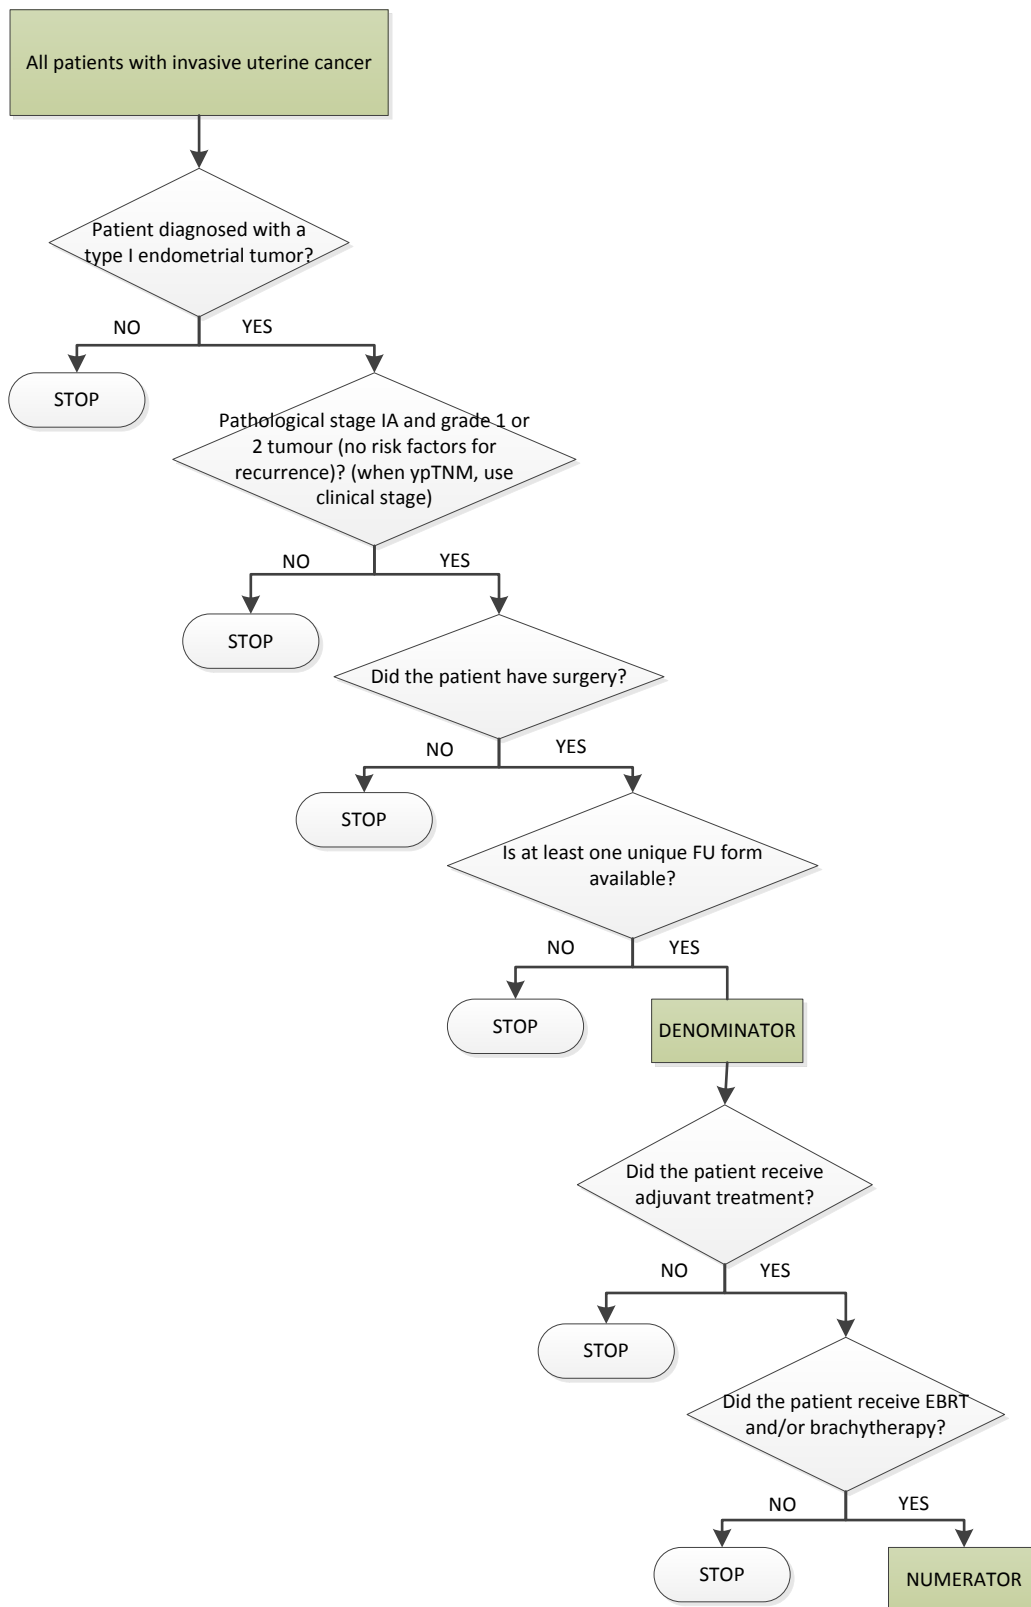 All patients with invasive uterine cancer
Patient diagnosed with a
type I endometrial tumor?
NO
YES
STOP
Pathological stage IA and grade 1 or
2 tumour (no risk factors for
recurrence)? (when ypTNM, use
clinical stage)
NO
YES
STOP
Did the patient have surgery?
NO
YES
STOP
Is at least one unique FU form
available?
NO
YES
STOP
DENOMINATOR
Did the patient receive
adjuvant treatment?
NO
YES
STOP
Did the patient receive EBRT
and/or brachytherapy?
NO
YES
STOP
NUMERATOR